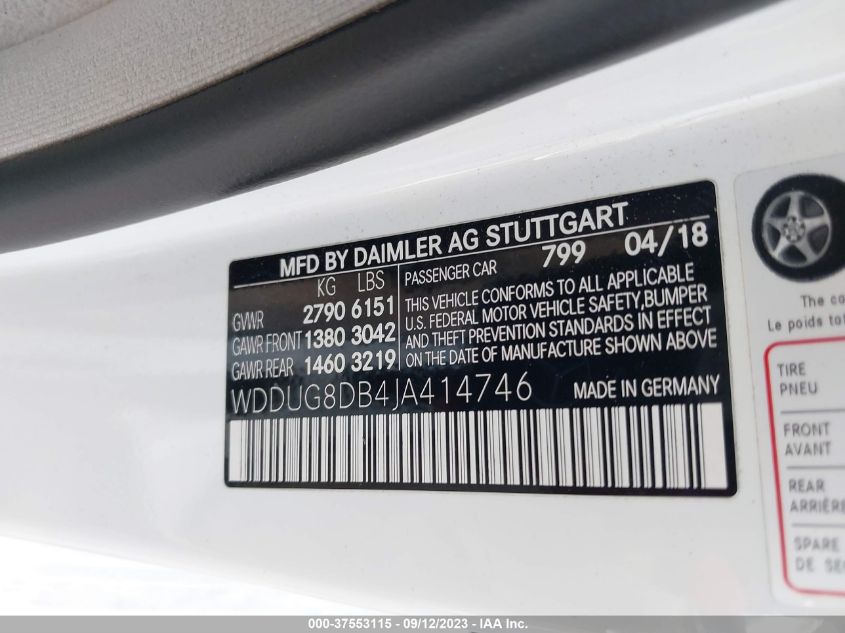 MFD BY DAIMLER AG STUTTGART
KG LBS
GVWR 2790 6151
GAWR FRONT 1380 3042
GAWR REAR 1460 3219
PASSENGER CAR 799 04/18
THIS VEHICLE CONFORMS TO ALL APPLICABLE
U.S. FEDERAL MOTOR VEHICLE SAFETY,BUMPER
AND THEFT PREVENTION STANDARDS IN EFFECT
ON THE DATE OF MANUFACTURE SHOWN ABOVE
WDDUG8DB4JA414746 MADE IN GERMANY
The
Le poids
TIRE
PNEU
FRONT
AVANT
REAR
ARRIÈRE
SPARE
DE
000-37553115 - 09/12/2023 - IAA Inc.